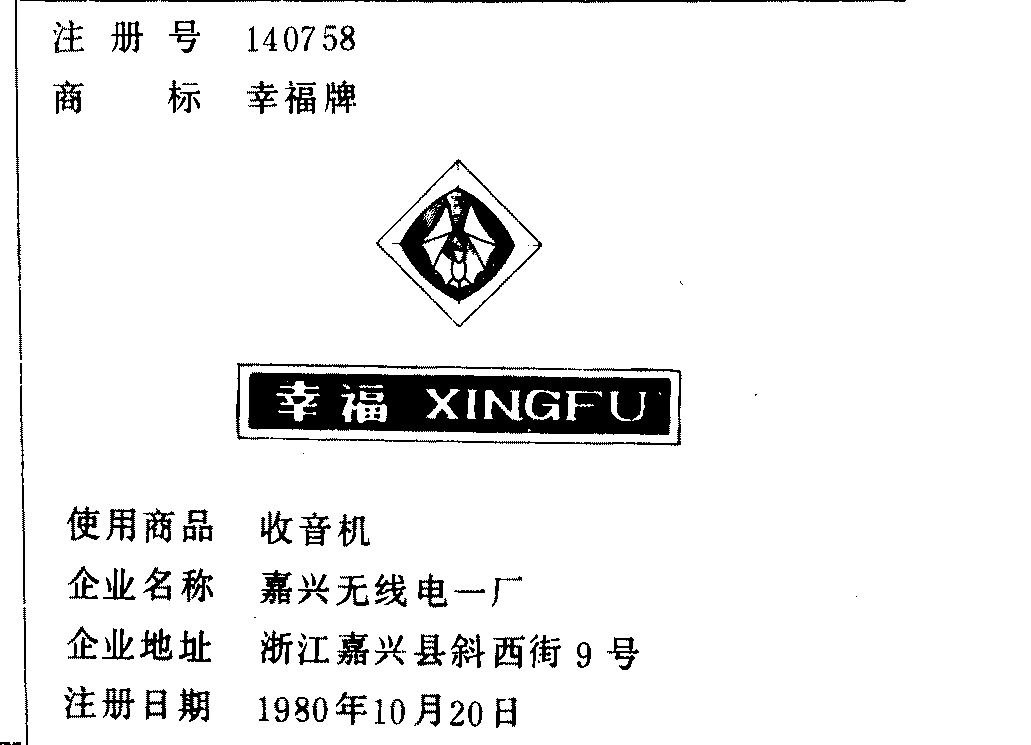 注册号 140758
商标 幸福牌
幸福 XINGFU
使用商品 收音机
企业名称 嘉兴无线电一厂
企业地址 浙江嘉兴县斜西街9号
注册日期 1980年10月20日